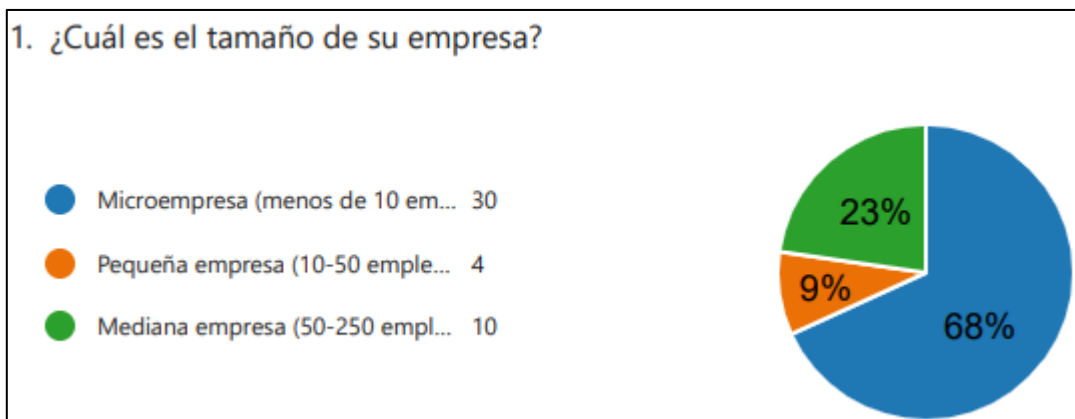 1. ¿Cuál es el tamaño de su empresa?
Microempresa (menos de 10 em... 30
Pequeña empresa (10-50 emple... 4
Mediana empresa (50-250 empl... 10
23%
9%
68%